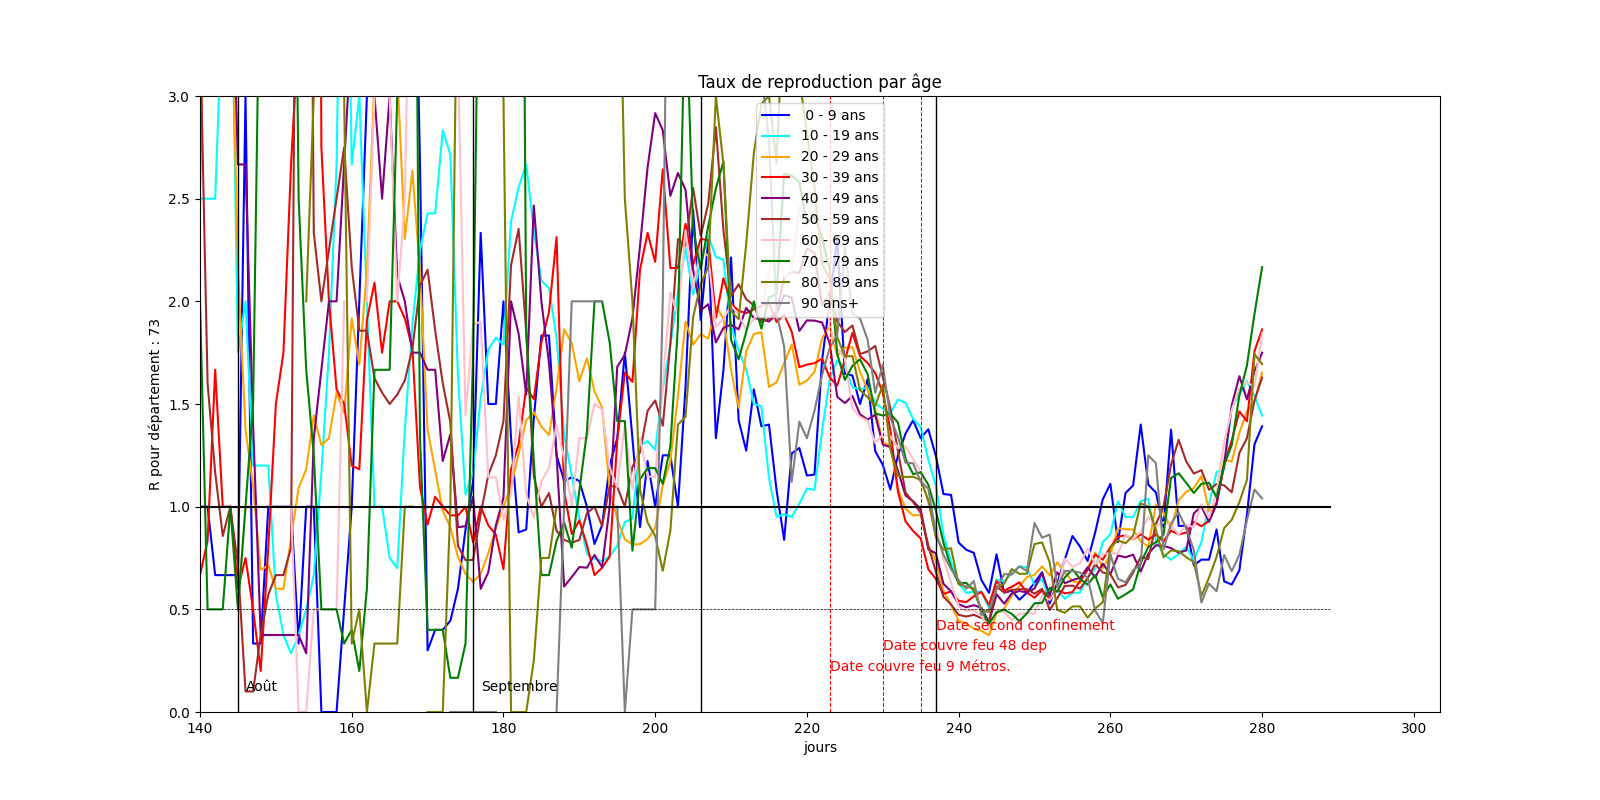 Taux de reproduction par âge
R pour département : 73
3.0
2.5
2.0
1.5
1.0
0.5
0.0
0 - 9 ans
10 - 19 ans
20 - 29 ans
30 - 39 ans
40 - 49 ans
50 - 59 ans
60 - 69 ans
70 - 79 ans
80 - 89 ans
90 ans+
Date second confinement
Date couvre feu 48 dep
Date couvre feu 9 Métros.
Août
Septembre
140 160 180 200 220 240 260 280 300
jours